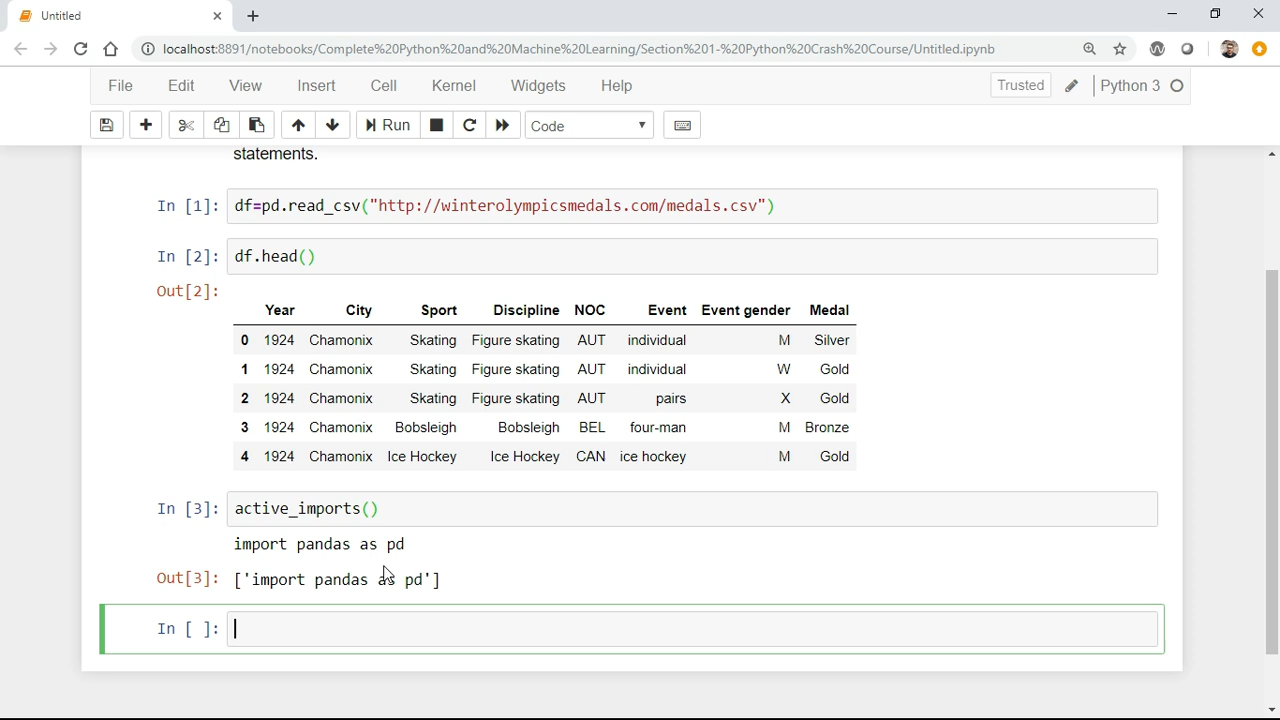 Untitled
localhost:8891/notebooks/Complete%20Python%20and%20Machine%20Learning/Section%201-%20Python%20Crash%20Course/Untitled.ipynb
File Edit View Insert Cell Kernel Widgets Help Trusted Python 3
Run Code
statements.
In [1]: df=pd.read_csv("http://winterolympicsmedals.com/medals.csv")
In [2]: df.head()
Out[2]:
Year City Sport Discipline NOC Event Event gender Medal
0 1924 Chamonix Skating Figure skating AUT individual M Silver
1 1924 Chamonix Skating Figure skating AUT individual W Gold
2 1924 Chamonix Skating Figure skating AUT pairs X Gold
3 1924 Chamonix Bobsleigh Bobsleigh BEL four-man M Bronze
4 1924 Chamonix Ice Hockey Ice Hockey CAN ice hockey M Gold
In [3]: active_imports()
import pandas as pd
Out[3]: ['import pandas as pd']
In [ ]: